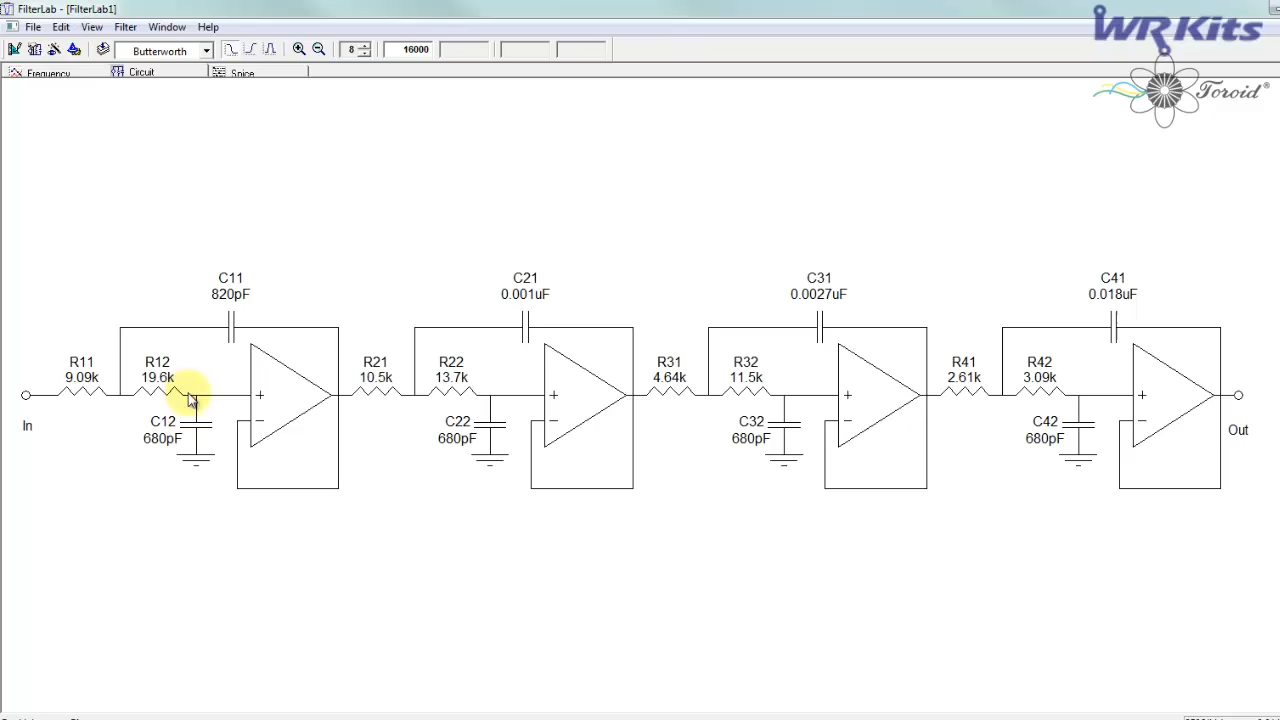 FilterLab - [FilterLab1]
File Edit View Filter Window Help
Butterworth 8 16000
Frequency Circuit Spice
WRKits
Toroid®
C11 C21 C31 C41
820pF 0.001uF 0.0027uF 0.018uF
R11 R12 R21 R22 R31 R32 R41 R42
9.09k 19.6k 10.5k 13.7k 4.64k 11.5k 2.61k 3.09k
+ + + +
In C12 C22 C32 C42 Out
680pF 680pF 680pF 680pF